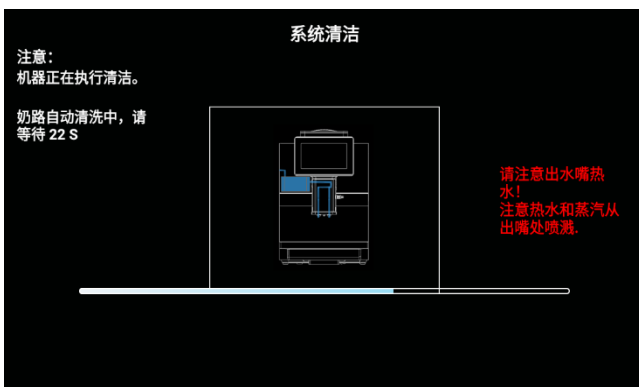 系统清洁
注意：
机器正在执行清洁。
奶路自动清洗中，请
等待 22 S
请注意出水嘴热
水！
注意热水和蒸汽从
出嘴处喷溅.